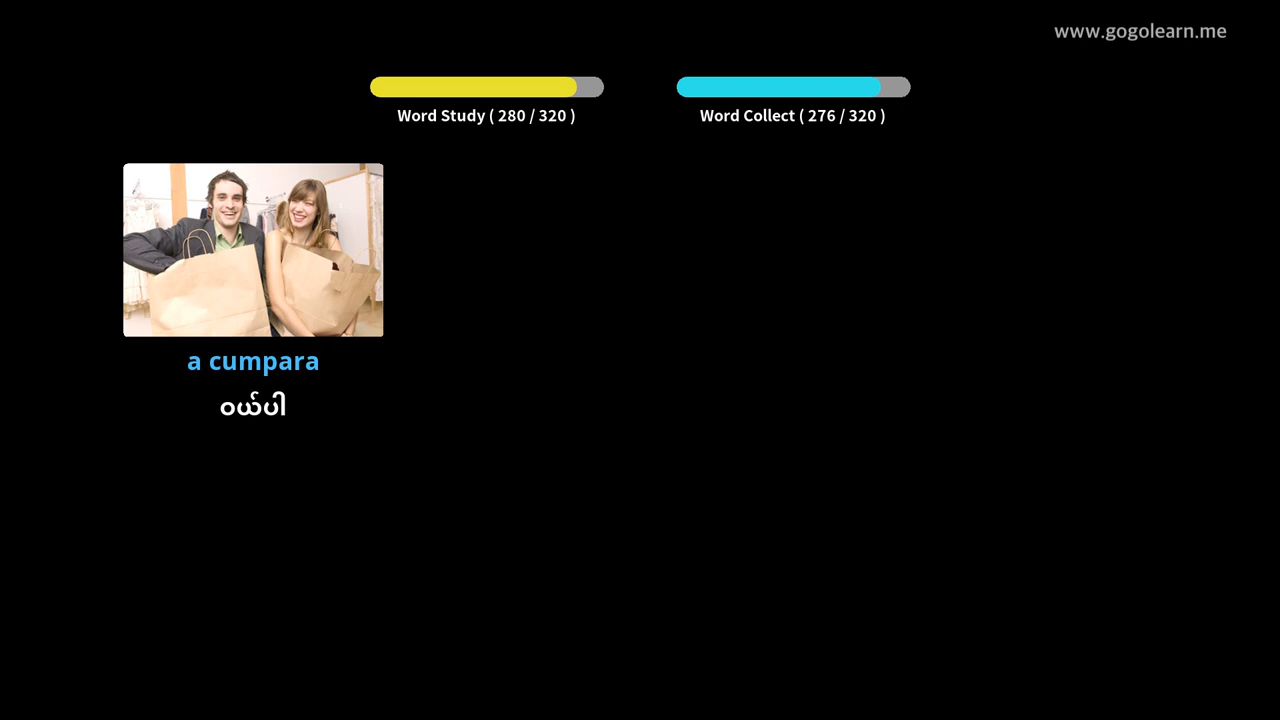 www.gogolearn.me
Word Study ( 280 / 320 )
Word Collect ( 276 / 320 )
a cumpara
ဝယ်ပါ